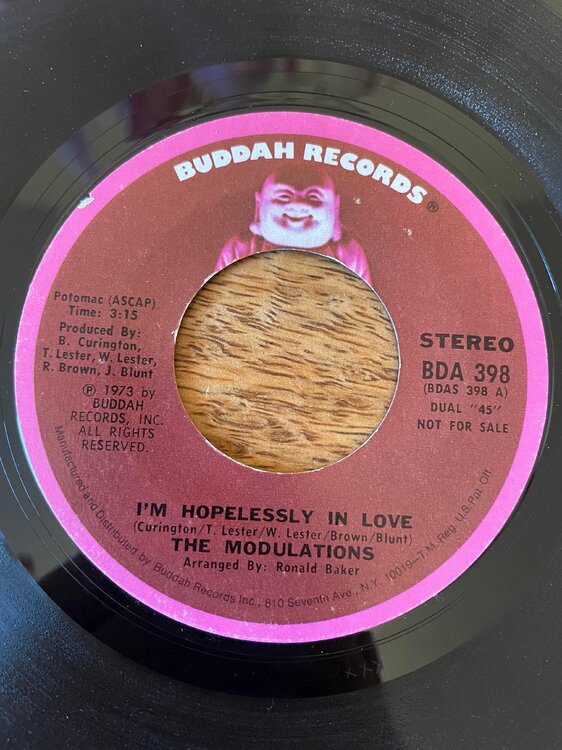 BUDDAH RECORDS®
Potomac (ASCAP)
Time: 3:15
Produced By:
B. Curington,
T. Lester, W. Lester,
R. Brown, J. Blunt
℗ 1973 by
BUDDAH
RECORDS, INC.
ALL RIGHTS
RESERVED.
STEREO
BDA 398
(BDAS 398 A)
DUAL "45"
NOT FOR SALE
I'M HOPELESSLY IN LOVE
(Curington/T. Lester/W. Lester/Brown/Blunt)
THE MODULATIONS
Arranged By: Ronald Baker
Manufactured and Distributed by Buddah Records Inc., 810 Seventh Ave., N.Y. 10019-T.M. Reg. U.S. Pat. Off.
XXX